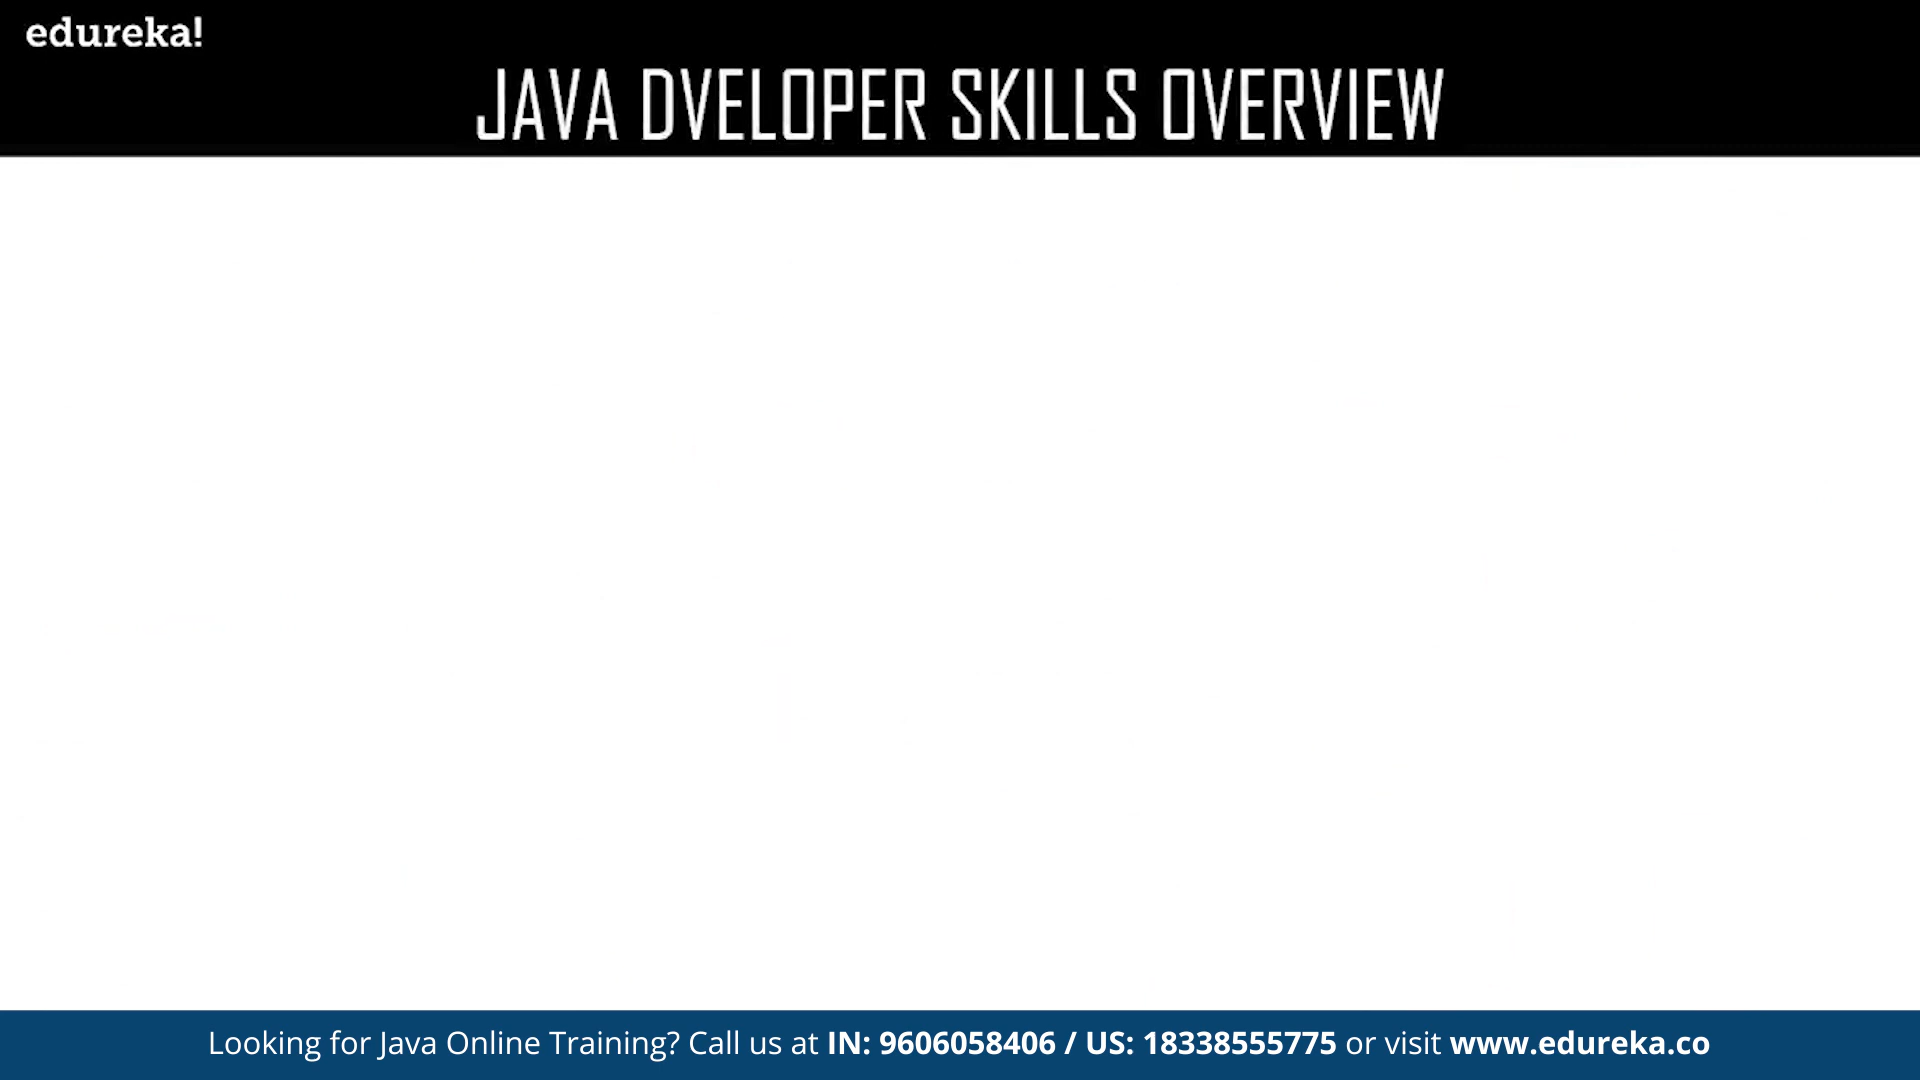 edureka!
JAVA DVELOPER SKILLS OVERVIEW
Looking for Java Online Training? Call us at IN: 9606058406 / US: 18338555775 or visit www.edureka.co